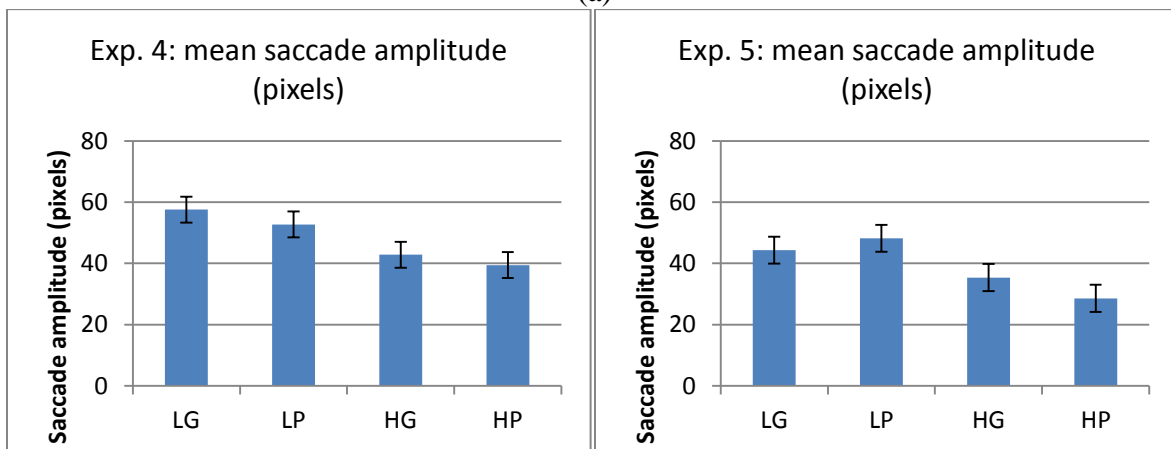 (a)
Exp. 4: mean saccade amplitude
(pixels)
Saccade amplitude (pixels)
80
60
40
20
0
LG LP HG HP
Exp. 5: mean saccade amplitude
(pixels)
Saccade amplitude (pixels)
80
60
40
20
0
LG LP HG HP